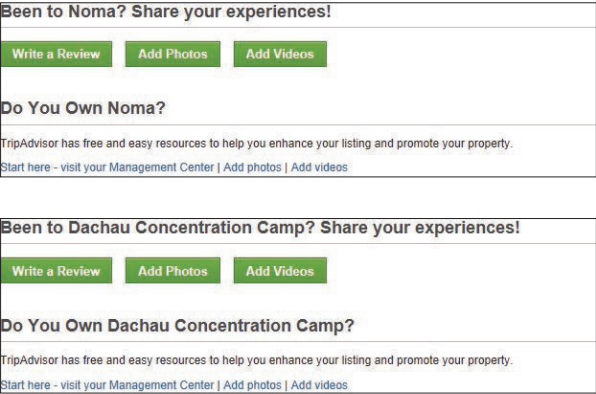 Been to Noma? Share your experiences!
Write a Review Add Photos Add Videos
Do You Own Noma?
TripAdvisor has free and easy resources to help you enhance your listing and promote your property.
Start here - visit your Management Center | Add photos | Add videos
Been to Dachau Concentration Camp? Share your experiences!
Write a Review Add Photos Add Videos
Do You Own Dachau Concentration Camp?
TripAdvisor has free and easy resources to help you enhance your listing and promote your property.
Start here - visit your Management Center | Add photos | Add videos